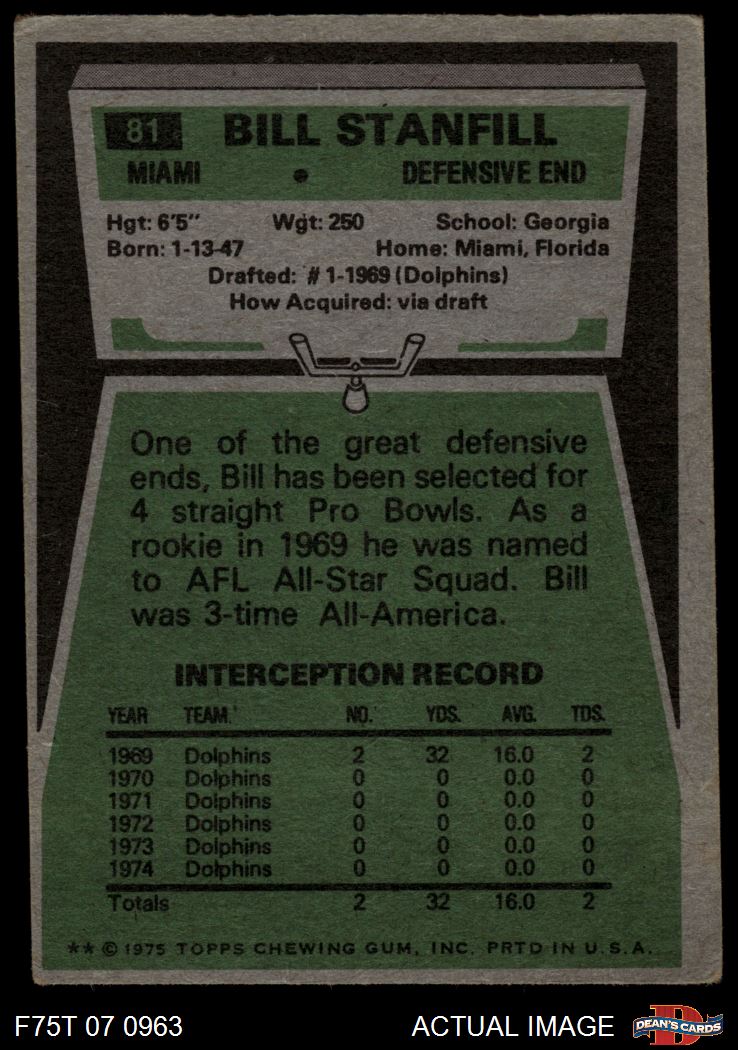 81 BILL STANFILL
MIAMI • DEFENSIVE END
Hgt: 6'5" Wgt: 250 School: Georgia
Born: 1-13-47 Home: Miami, Florida
Drafted: #1-1969 (Dolphins)
How Acquired: via draft
One of the great defensive
ends, Bill has been selected for
4 straight Pro Bowls. As a
rookie in 1969 he was named
to AFL All-Star Squad. Bill
was 3-time All-America.
INTERCEPTION RECORD
YEAR TEAM NO. YDS. AVG. TDS.
1969 Dolphins 2 32 16.0 2
1970 Dolphins 0 0 0.0 0
1971 Dolphins 0 0 0.0 0
1972 Dolphins 0 0 0.0 0
1973 Dolphins 0 0 0.0 0
1974 Dolphins 0 0 0.0 0
Totals 2 32 16.0 2
** © 1975 TOPPS CHEWING GUM, INC. PRTD IN U.S.A.
F75T 07 0963 ACTUAL IMAGE DEAN'S CARDS